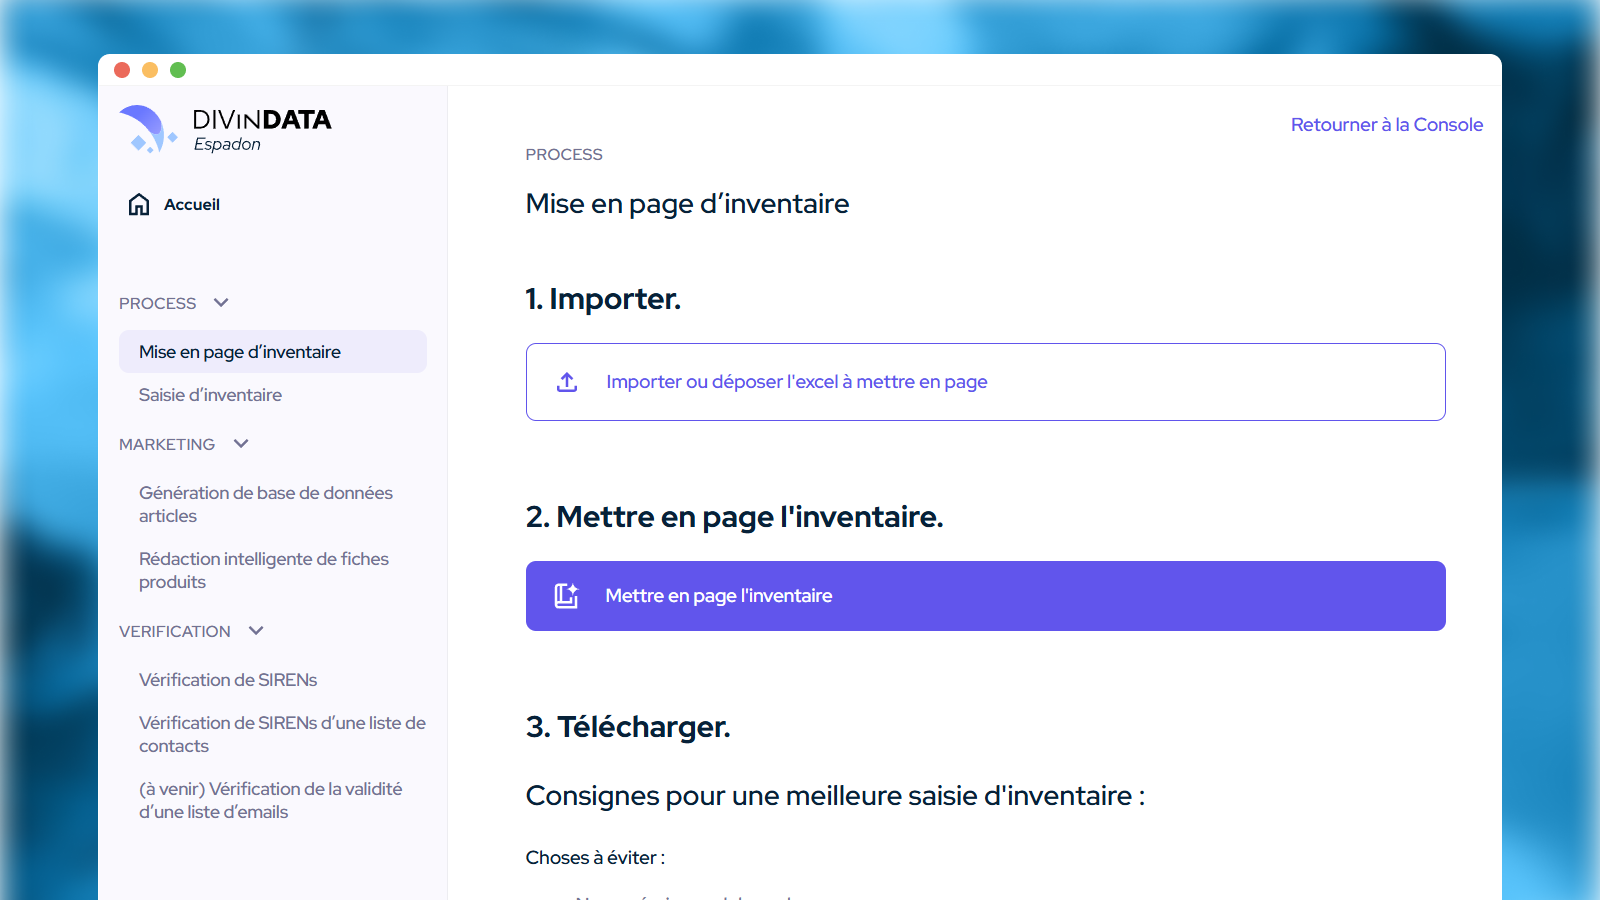 DIVinDATA
Espadon
Accueil
PROCESS
Mise en page d’inventaire
Saisie d’inventaire
MARKETING
Génération de base de données
articles
Rédaction intelligente de fiches
produits
VERIFICATION
Vérification de SIRENs
Vérification de SIRENs d’une liste de
contacts
(à venir) Vérification de la validité
d’une liste d’emails
Retourner à la Console
PROCESS
Mise en page d’inventaire
1. Importer.
Importer ou déposer l'excel à mettre en page
2. Mettre en page l'inventaire.
Mettre en page l'inventaire
3. Télécharger.
Consignes pour une meilleure saisie d'inventaire :
Choses à éviter :